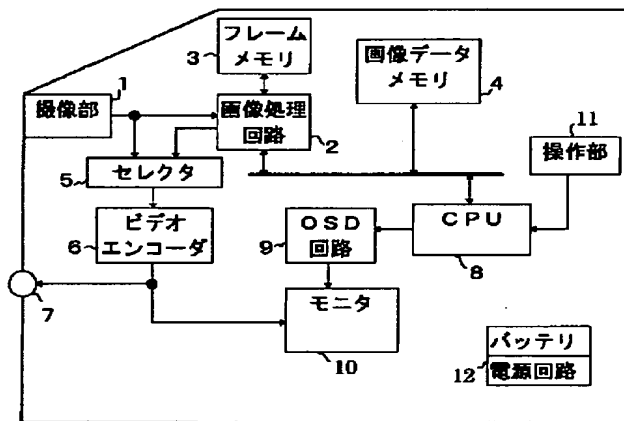 フレーム
メモリ
3
画像データ
メモリ
4
1
撮像部
画像処理
回路
2
11
操作部
セレクタ
5
ビデオ
エンコーダ
6
OSD
回路
9
CPU
8
7
モニタ
10
バッテリ
電源回路
12